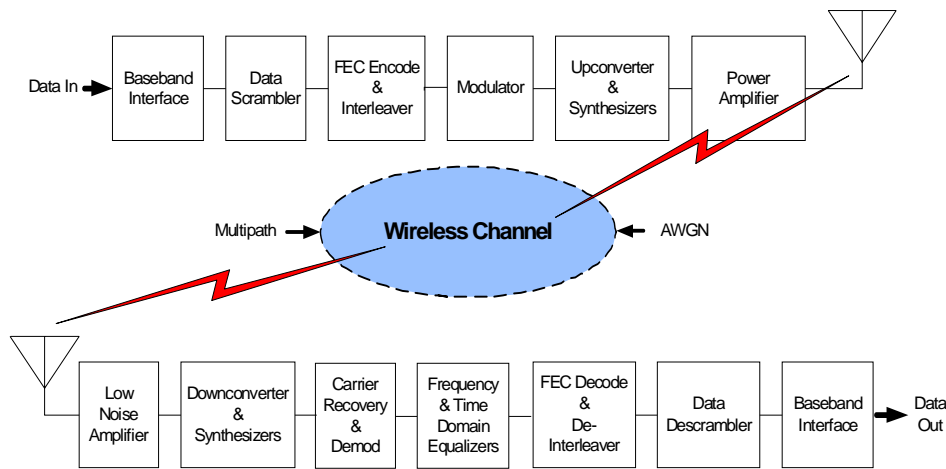 Data In
Baseband
Interface
Data
Scrambler
FEC Encode
&
Interleaver
Modulator
Upconverter
&
Synthesizers
Power
Amplifier
Multipath
Wireless Channel
AWGN
Low
Noise
Amplifier
Downconverter
&
Synthesizers
Carrier
Recovery
&
Demod
Frequency
& Time
Domain
Equalizers
FEC Decode
&
De-
Interleaver
Data
Descrambler
Baseband
Interface
Data
Out